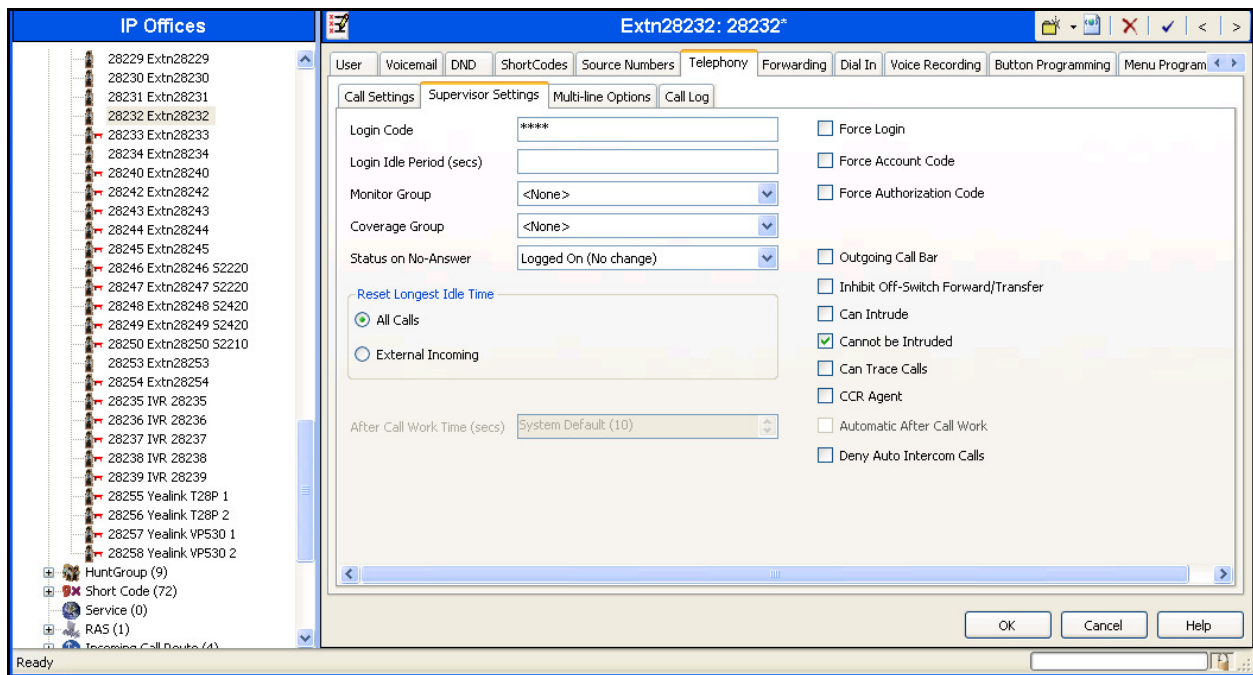 IP Offices
28229 Extn28229
28230 Extn28230
28231 Extn28231
28232 Extn28232
28233 Extn28233
28234 Extn28234
28240 Extn28240
28242 Extn28242
28243 Extn28243
28244 Extn28244
28245 Extn28245
28246 Extn28246 S2220
28247 Extn28247 S2220
28248 Extn28248 S2420
28249 Extn28249 S2420
28250 Extn28250 S2210
28253 Extn28253
28254 Extn28254
28235 IVR 28235
28236 IVR 28236
28237 IVR 28237
28238 IVR 28238
28239 IVR 28239
28255 Yealink T28P 1
28256 Yealink T28P 2
28257 Yealink VP530 1
28258 Yealink VP530 2
HuntGroup (9)
Short Code (72)
Service (0)
RAS (1)
Incoming Call Route (4)
Extn28232: 28232*
User Voicemail DND ShortCodes Source Numbers Telephony Forwarding Dial In Voice Recording Button Programming Menu Program
Call Settings Supervisor Settings Multi-line Options Call Log
Login Code ****
Login Idle Period (secs)
Monitor Group <None>
Coverage Group <None>
Status on No-Answer Logged On (No change)
Reset Longest Idle Time
All Calls
External Incoming
After Call Work Time (secs) System Default (10)
Force Login
Force Account Code
Force Authorization Code
Outgoing Call Bar
Inhibit Off-Switch Forward/Transfer
Can Intrude
Cannot be Intruded
Can Trace Calls
CCR Agent
Automatic After Call Work
Deny Auto Intercom Calls
OK Cancel Help
Ready